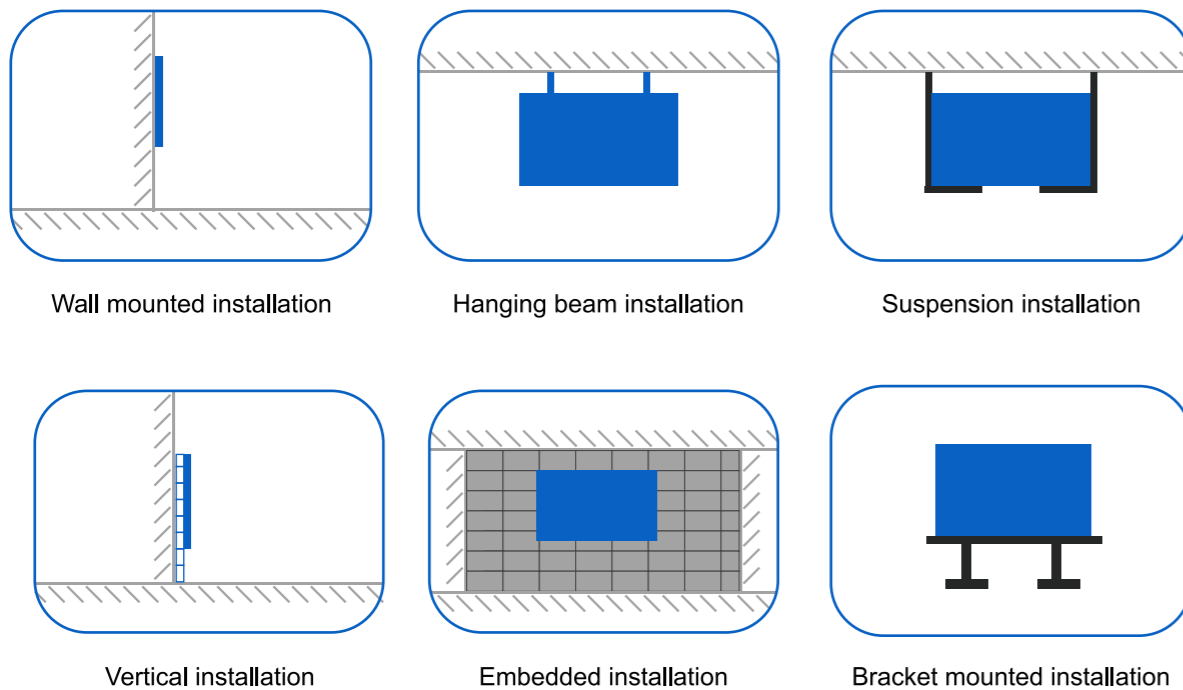 Wall mounted installation
Hanging beam installation
Suspension installation
Vertical installation
Embedded installation
Bracket mounted installation